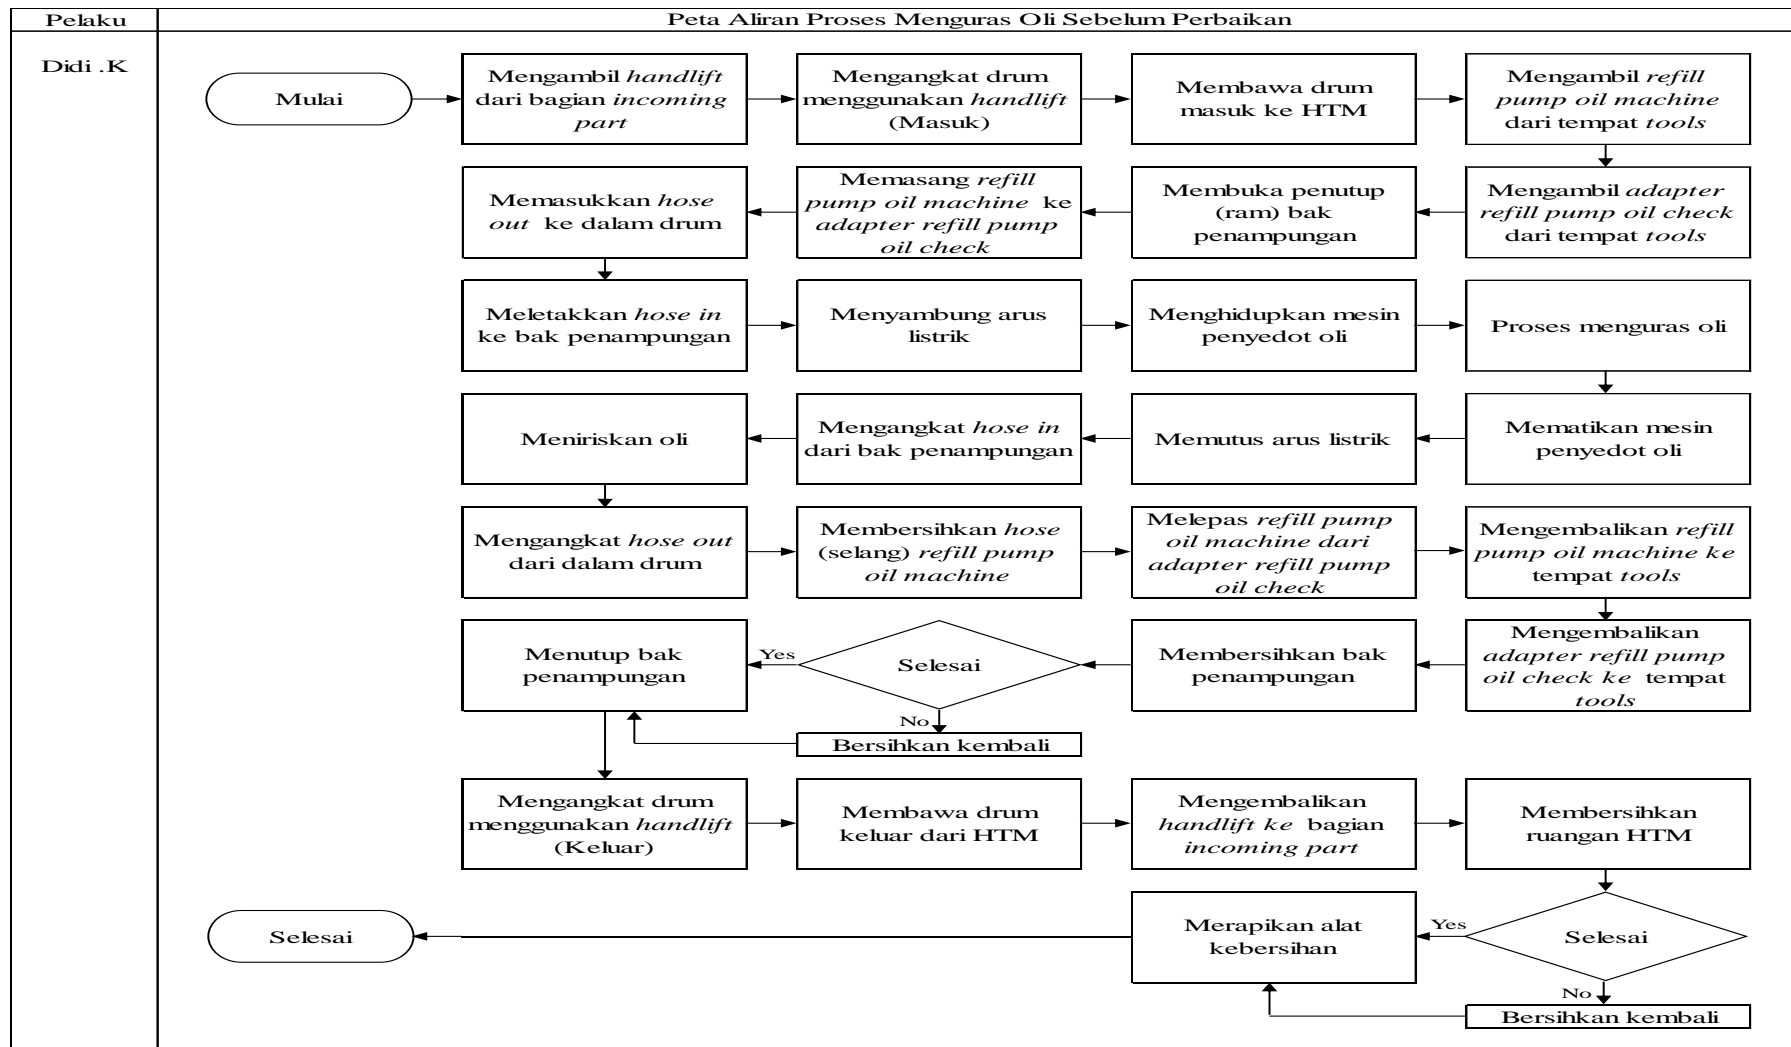 Pelaku
Peta Aliran Proses Menguras Oli Sebelum Perbaikan
Didi .K
Mulai
Mengambil handlift
dari bagian incoming
part
Mengangkat drum
menggunakan handlift
(Masuk)
Membawa drum
masuk ke HTM
Mengambil refill
pump oil machine
dari tempat tools
Mengambil adapter
refill pump oil check
dari tempat tools
Membuka penutup
(ram) bak
penampungan
Memasang refill
pump oil machine ke
adapter refill pump
oil check
Memasukkan hose
out ke dalam drum
Meletakkan hose in
ke bak penampungan
Menyambung arus
listrik
Menghidupkan mesin
penyedot oli
Proses menguras oli
Mematikan mesin
penyedot oli
Memutus arus listrik
Mengangkat hose in
dari bak penampungan
Meniriskan oli
Mengangkat hose out
dari dalam drum
Membersihkan hose
(selang) refill pump
oil machine
Melepas refill pump
oil machine dari
adapter refill pump
oil check
Mengembalikan refill
pump oil machine ke
tempat tools
Mengembalikan
adapter refill pump
oil check ke tempat
tools
Membersihkan bak
penampungan
Selesai
Yes
Menutup bak
penampungan
No
Bersihkan kembali
Mengangkat drum
menggunakan handlift
(Keluar)
Membawa drum
keluar dari HTM
Mengembalikan
handlift ke bagian
incoming part
Membersihkan
ruangan HTM
Selesai
Yes
Merapikan alat
kebersihan
Selesai
No
Bersihkan kembali